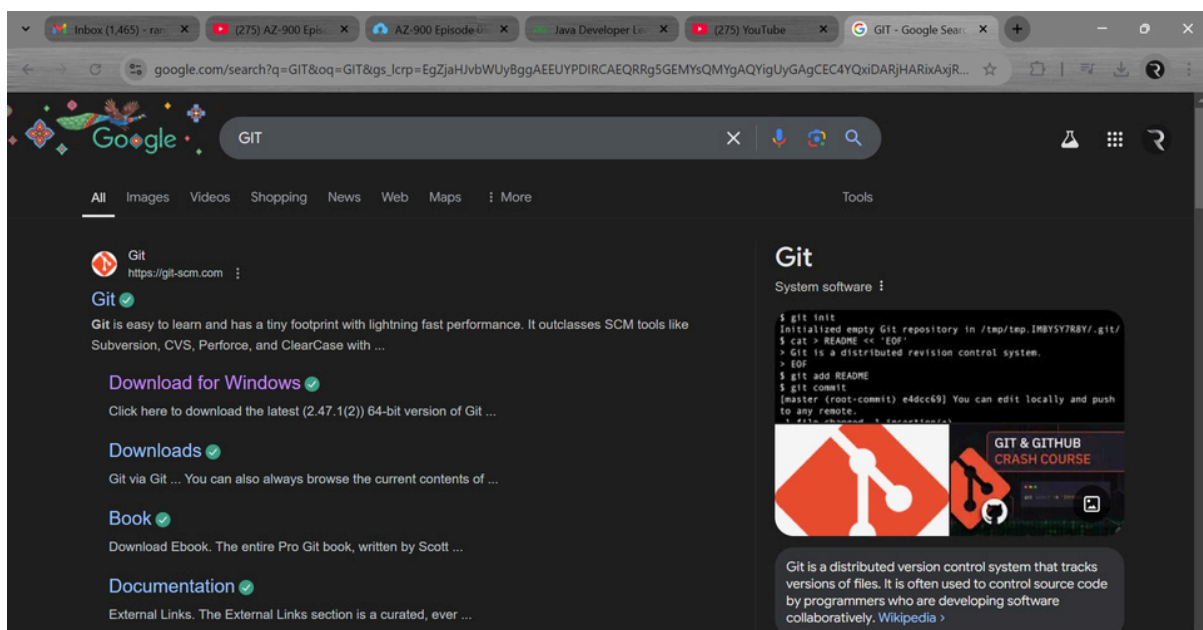 Inbox (1,465) - ran
(275) AZ-900 Epis
AZ-900 Episode
Java Developer Le
(275) YouTube
GIT - Google Sear
google.com/search?q=GIT&oq=GIT&gs_lcrp=EgZjaHJvbWUyBggAEEUYPDIRCAEQRRg5GEMYsQMYgAQYigUyGAgCEC4YQxiDARjHARixAxjR...
Google
GIT
All Images Videos Shopping News Web Maps More
Tools
Git
https://git-scm.com
Git
Git is easy to learn and has a tiny footprint with lightning fast performance. It outclasses SCM tools like
Subversion, CVS, Perforce, and ClearCase with ...
Download for Windows
Click here to download the latest (2.47.1(2)) 64-bit version of Git ...
Downloads
Git via Git ... You can also always browse the current contents of ...
Book
Download Ebook. The entire Pro Git book, written by Scott ...
Documentation
External Links. The External Links section is a curated, ever ...
Git
System software
$ git init
Initialized empty Git repository in /tmp/tmp.IMBYSY7R8Y/.git/
$ cat > README << 'EOF'
> Git is a distributed revision control system.
> EOF
$ git add README
$ git commit
[master (root-commit) e4dcc69] You can edit locally and push
to any remote.
GIT & GITHUB
CRASH COURSE
Git is a distributed version control system that tracks
versions of files. It is often used to control source code
by programmers who are developing software
collaboratively. Wikipedia >